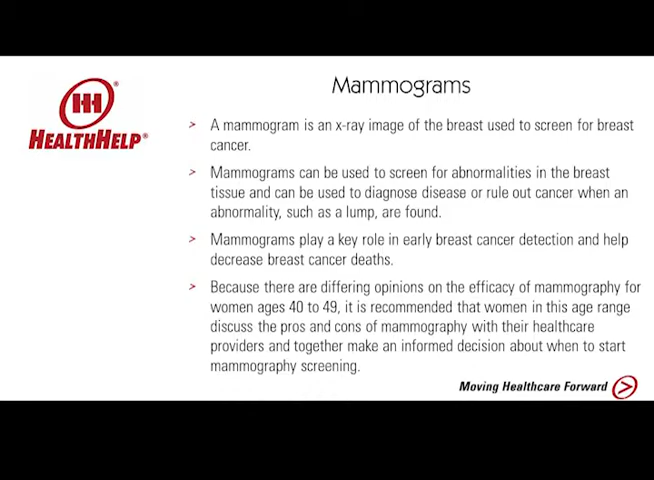 Mammograms
HEALTHHELP®
> A mammogram is an x-ray image of the breast used to screen for breast
cancer.
> Mammograms can be used to screen for abnormalities in the breast
tissue and can be used to diagnose disease or rule out cancer when an
abnormality, such as a lump, are found.
> Mammograms play a key role in early breast cancer detection and help
decrease breast cancer deaths.
> Because there are differing opinions on the efficacy of mammography for
women ages 40 to 49, it is recommended that women in this age range
discuss the pros and cons of mammography with their healthcare
providers and together make an informed decision about when to start
mammography screening.
Moving Healthcare Forward